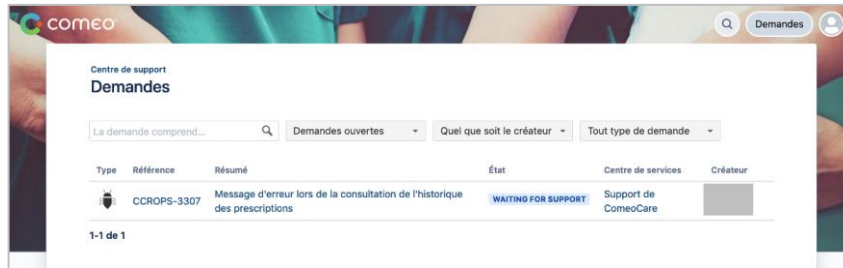 comeo
Demandes
Centre de support
Demandes
La demande comprend...
Demandes ouvertes
Quel que soit le créateur
Tout type de demande
Type Référence Résumé État Centre de services Créateur
CCROPS-3307
Message d'erreur lors de la consultation de l'historique
des prescriptions
WAITING FOR SUPPORT
Support de
ComeoCare
1-1 de 1